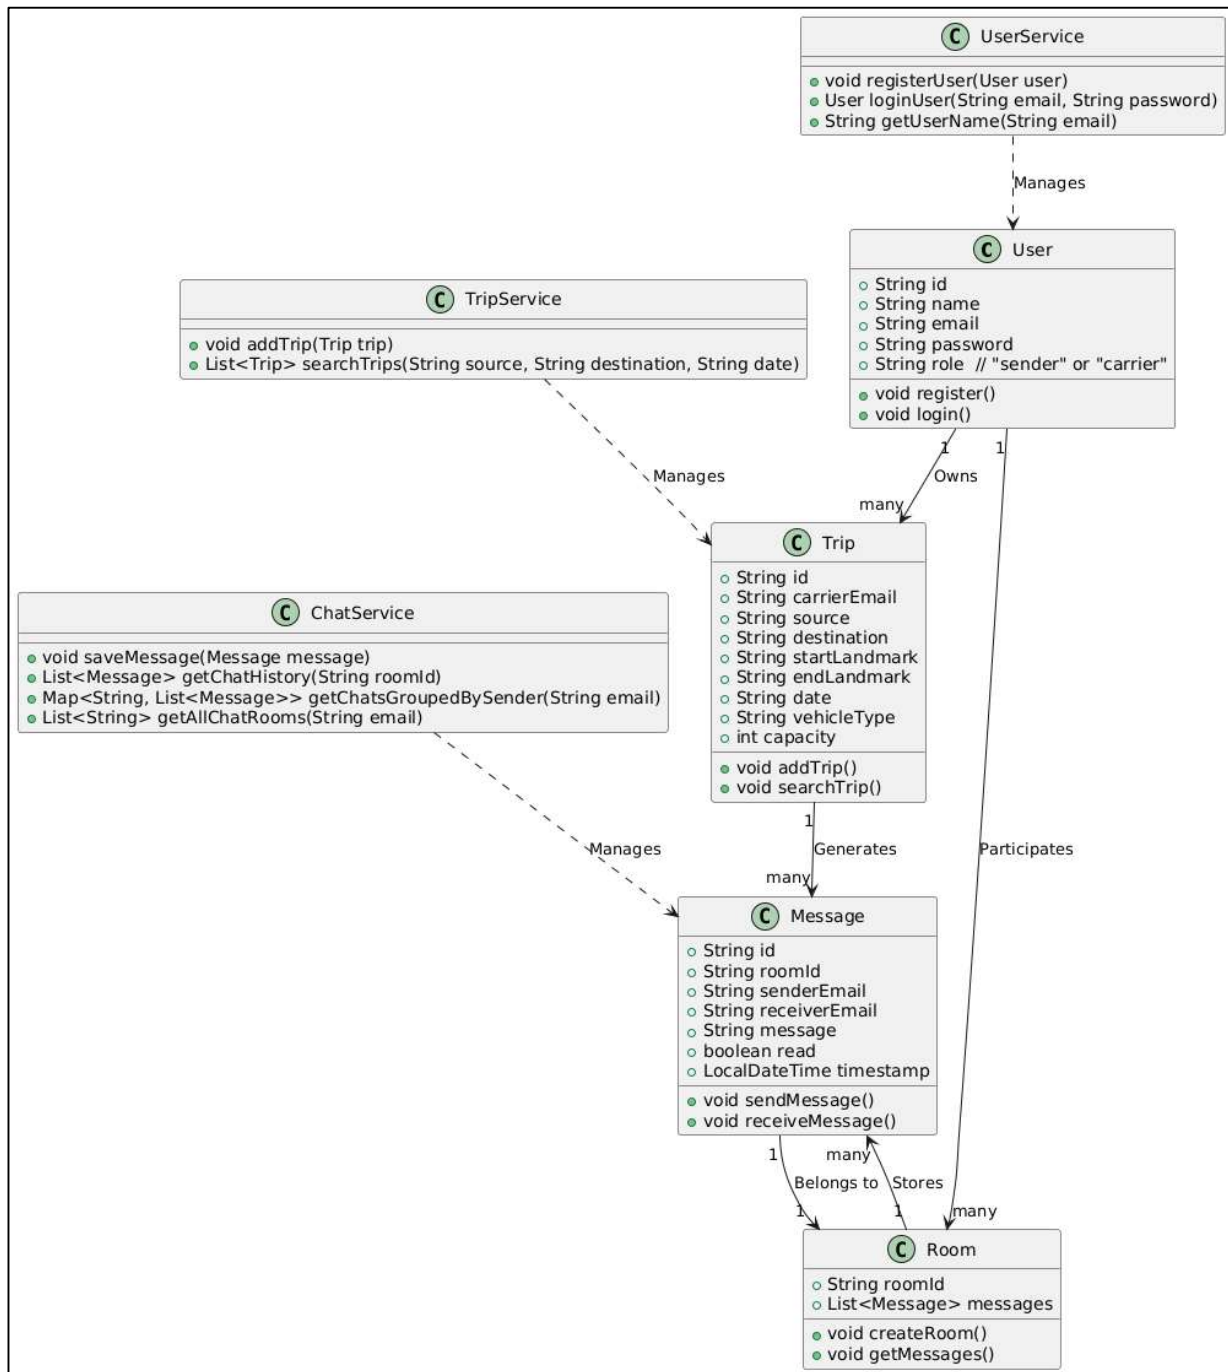 C UserService
void registerUser(User user)
User loginUser(String email, String password)
String getUserName(String email)
Manages
C User
String id
String name
String email
String password
String role // "sender" or "carrier"
void register()
void login()
C TripService
void addTrip(Trip trip)
List<Trip> searchTrips(String source, String destination, String date)
Manages
1
1
Owns
many
C Trip
String id
String carrierEmail
String source
String destination
String startLandmark
String endLandmark
String date
String vehicleType
int capacity
void addTrip()
void searchTrip()
C ChatService
void saveMessage(Message message)
List<Message> getChatHistory(String roomId)
Map<String, List<Message>> getChatsGroupedBySender(String email)
List<String> getAllChatRooms(String email)
Manages
1
Generates
many
Participates
C Message
String id
String roomId
String senderEmail
String receiverEmail
String message
boolean read
LocalDateTime timestamp
void sendMessage()
void receiveMessage()
1
many
Belongs to
Stores
1
1
many
C Room
String roomId
List<Message> messages
void createRoom()
void getMessages()